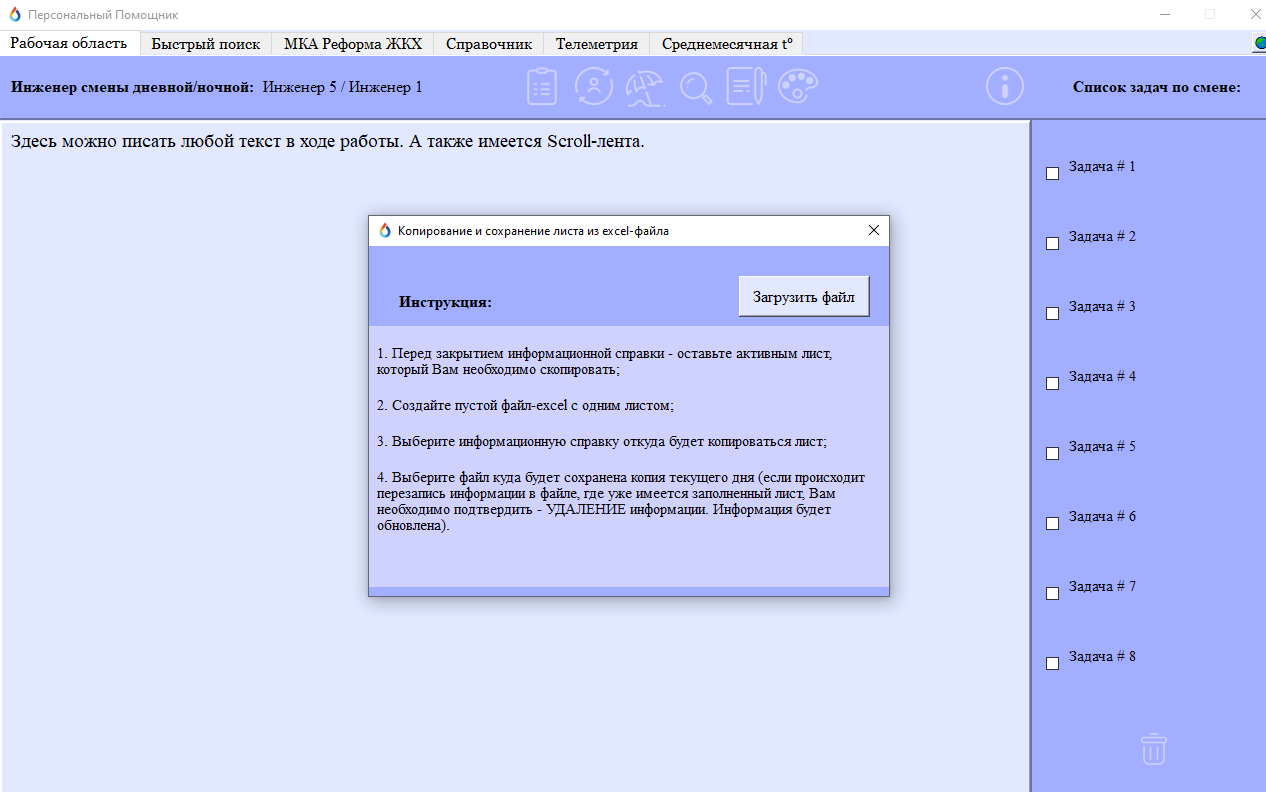 Персональный Помощник
Рабочая область
Быстрый поиск
МКА Реформа ЖКХ
Справочник
Телеметрия
Среднемесячная t°
Инженер смены дневной/ночной: Инженер 5 / Инженер 1
Список задач по смене:
Здесь можно писать любой текст в ходе работы. А также имеется Scroll-лента.
Копирование и сохранение листа из excel-файла
Инструкция:
Загрузить файл
1. Перед закрытием информационной справки - оставьте активным лист,
который Вам необходимо скопировать;
2. Создайте пустой файл-excel с одним листом;
3. Выберите информационную справку откуда будет копироваться лист;
4. Выберите файл куда будет сохранена копия текущего дня (если происходит
перезапись информации в файле, где уже имеется заполненный лист, Вам
необходимо подтвердить - УДАЛЕНИЕ информации. Информация будет
обновлена).
Задача # 1
Задача # 2
Задача # 3
Задача # 4
Задача # 5
Задача # 6
Задача # 7
Задача # 8